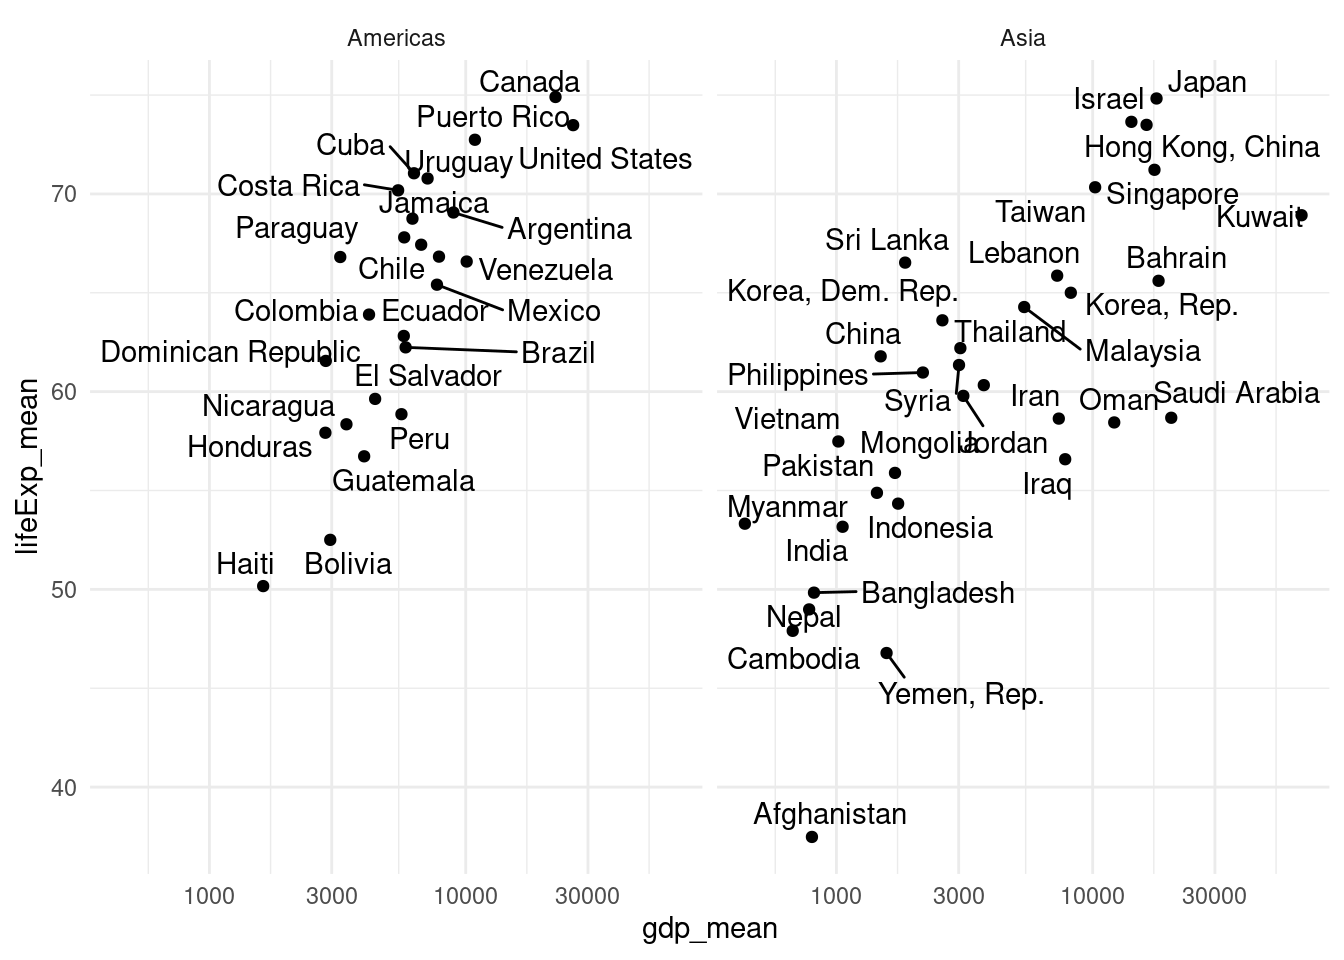 Americas
Asia
Canada
Puerto Rico
Cuba
Uruguay
United States
Costa Rica
Jamaica
Paraguay
Argentina
Chile
Venezuela
Colombia
Ecuador
Mexico
Dominican Republic
Brazil
El Salvador
Nicaragua
Honduras
Peru
Guatemala
Haiti
Bolivia
Japan
Israel
Hong Kong, China
Singapore
Taiwan
Kuwait
Sri Lanka
Lebanon
Bahrain
Korea, Dem. Rep.
Korea, Rep.
China
Thailand
Malaysia
Philippines
Syria
Iran
Oman
Saudi Arabia
Vietnam
Mongolia
Jordan
Pakistan
Iraq
Myanmar
Indonesia
India
Bangladesh
Nepal
Cambodia
Yemen, Rep.
Afghanistan
70
60
50
40
lifeExp_mean
1000
3000
10000
30000
1000
3000
10000
30000
gdp_mean